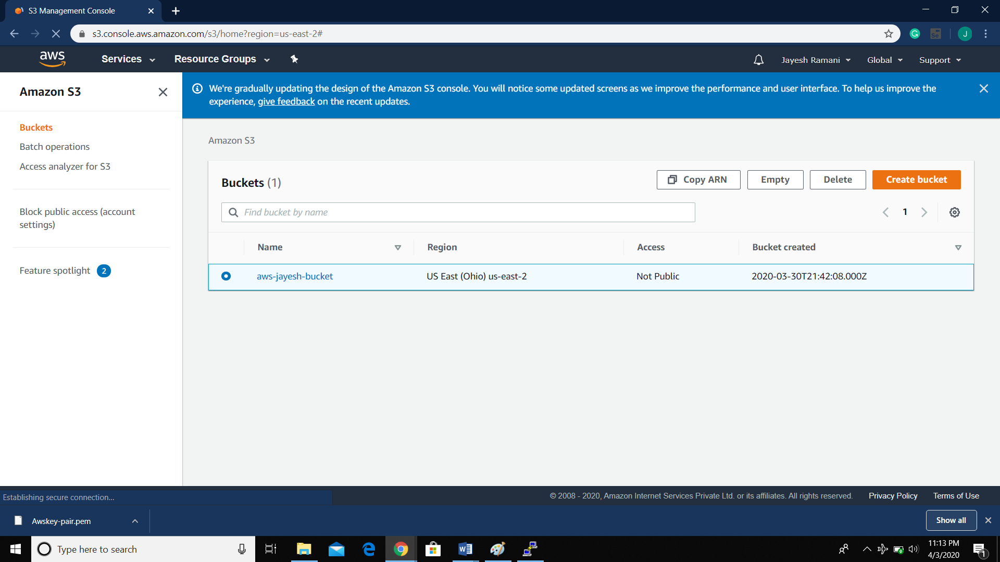 S3 Management Console
s3.console.aws.amazon.com/s3/home?region=us-east-2#
G
Se
J
aws
Services
Resource Groups
Jayesh Ramani
Global
Support
Amazon S3
Buckets
Batch operations
Access analyzer for S3
Block public access (account
settings)
Feature spotlight 2
We're gradually updating the design of the Amazon S3 console. You will notice some updated screens as we improve the performance and user interface. To help us improve the
experience, give feedback on the recent updates.
Amazon S3
Buckets (1)
Copy ARN
Empty
Delete
Create bucket
Find bucket by name
1
Name Region Access Bucket created
aws-jayesh-bucket US East (Ohio) us-east-2 Not Public 2020-03-30T21:42:08.000Z
Establishing secure connection...
© 2008 - 2020, Amazon Internet Services Private Ltd. or its affiliates. All rights reserved. Privacy Policy Terms of Use
Awskey-pair.pem
Show all
Type here to search
W
11:13 PM
4/3/2020
1